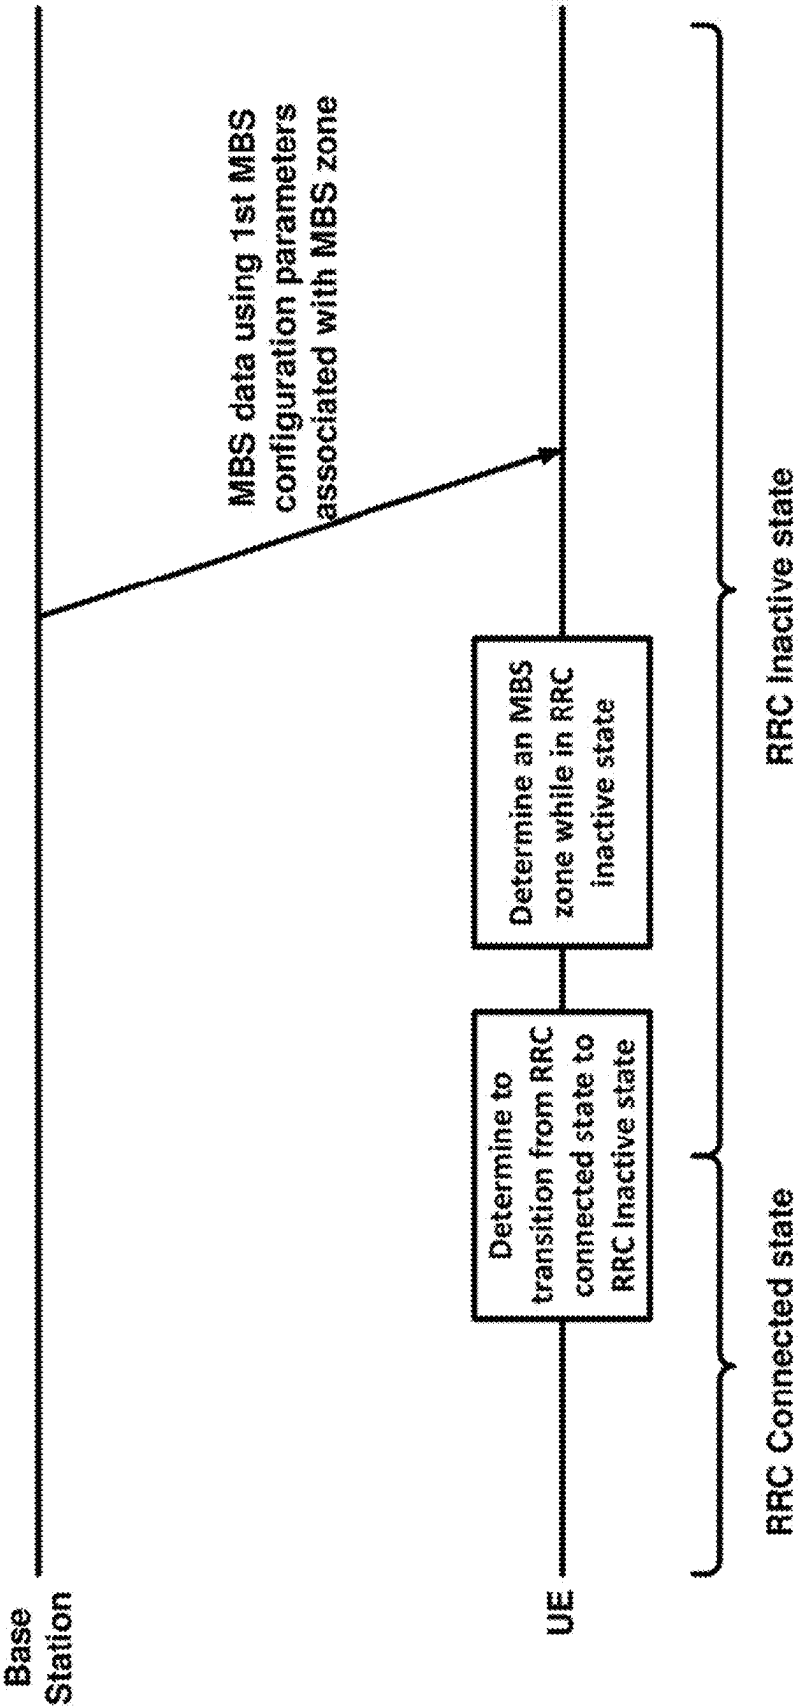 Base
Station
MBS data using 1st MBS
configuration parameters
associated with MBS zone
UE
Determine to
transition from RRC
connected state to
RRC Inactive state
Determine an MBS
zone while in RRC
inactive state
RRC Connected state
RRC Inactive state